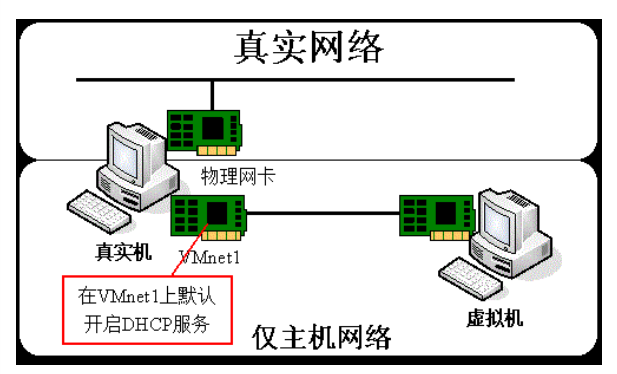 真实网络
物理网卡
真实机
VMnet1
在VMnet1上默认
开启DHCP服务
虚拟机
仅主机网络